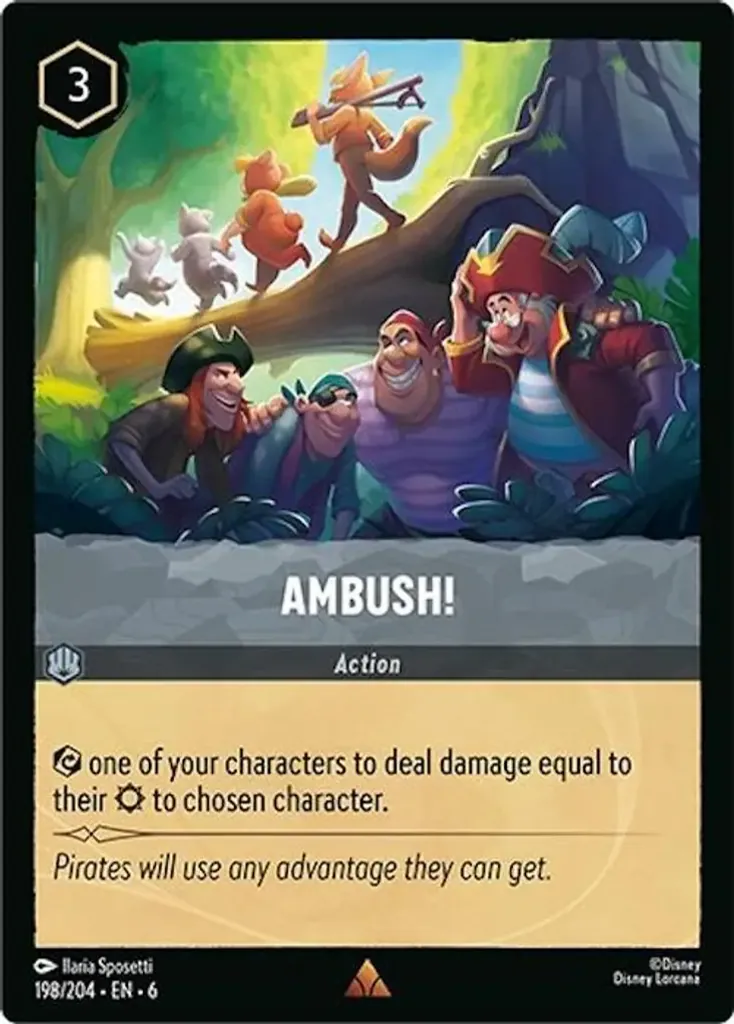 3
AMBUSH!
Action
one of your characters to deal damage equal to
their to chosen character.
Pirates will use any advantage they can get.
Ilaria Sposetti
198/204 • EN • 6
©Disney
Disney Lorcana